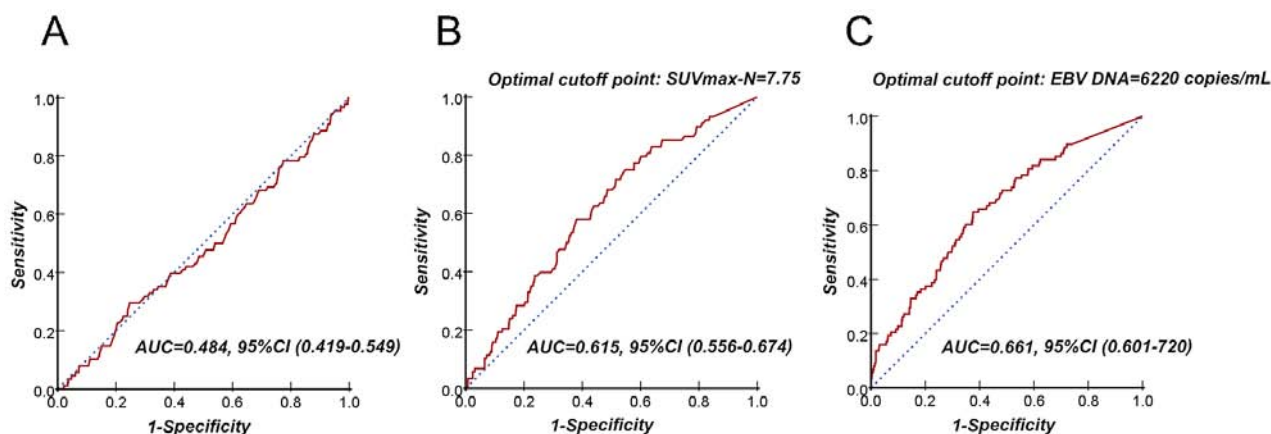 A
1.0
0.8
0.6
0.4
0.2
0.0
Sensitivity
AUC=0.484, 95%CI (0.419-0.549)
0.0 0.2 0.4 0.6 0.8 1.0
1-Specificity
B
Optimal cutoff point: SUVmax-N=7.75
1.0
0.8
0.6
0.4
0.2
0.0
Sensitivity
AUC=0.615, 95%CI (0.556-0.674)
0.0 0.2 0.4 0.6 0.8 1.0
1-Specificity
C
Optimal cutoff point: EBV DNA=6220 copies/mL
1.0
0.8
0.6
0.4
0.2
0.0
Sensitivity
AUC=0.661, 95%CI (0.601-720)
0.0 0.2 0.4 0.6 0.8 1.0
1-Specificity